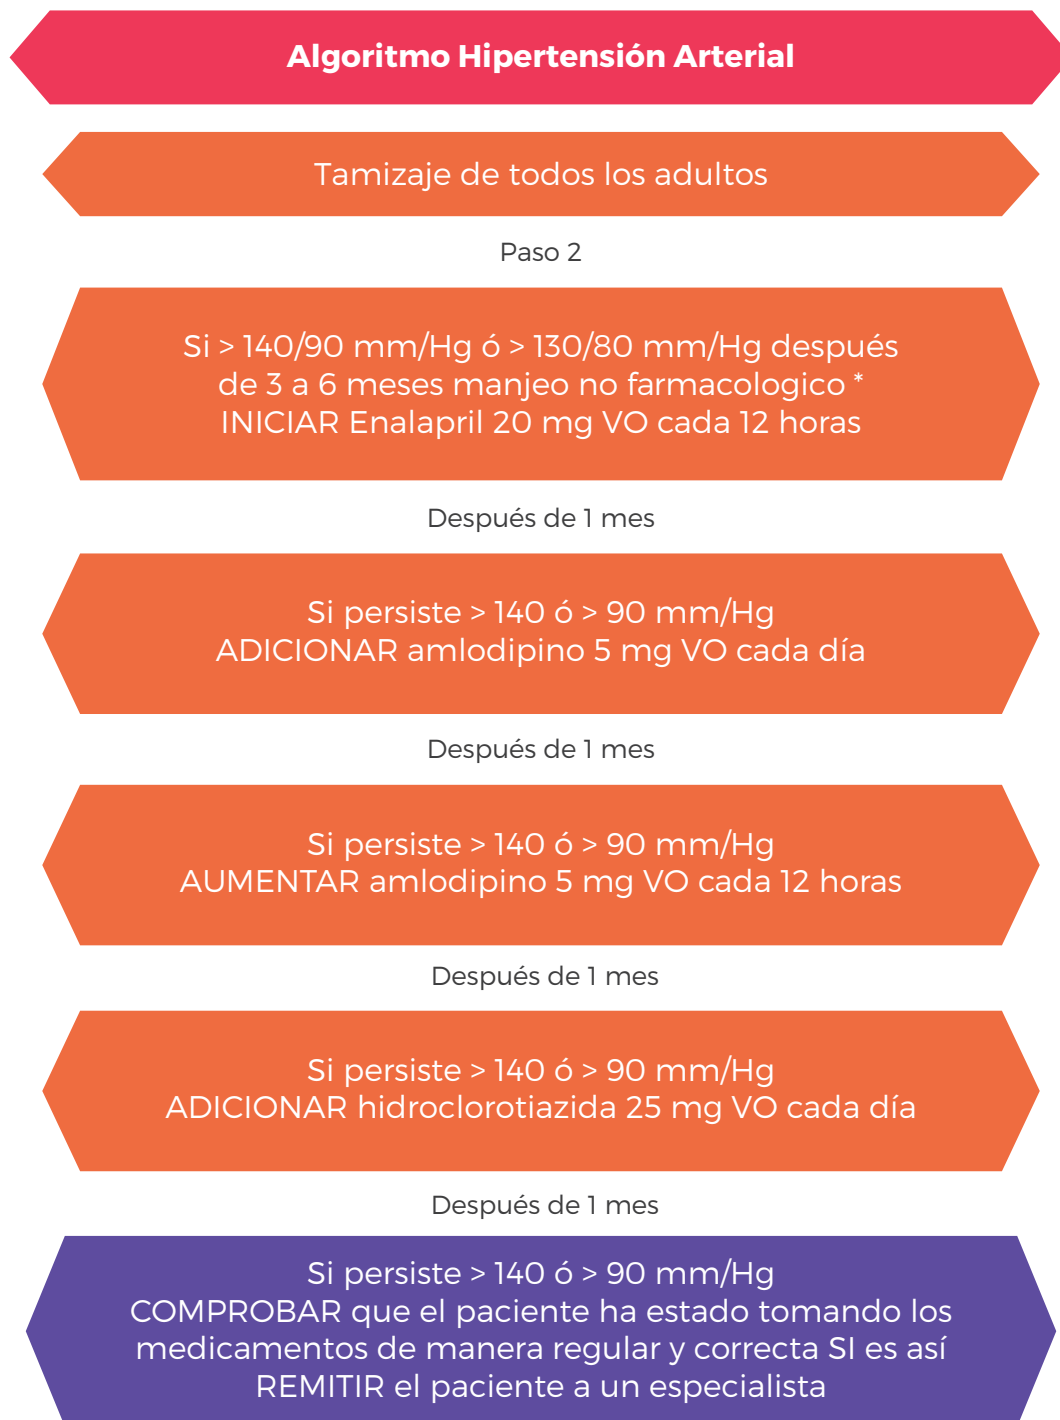 Algoritmo Hipertensión Arterial
Tamizaje de todos los adultos
Paso 2
Si > 140/90 mm/Hg ó > 130/80 mm/Hg después
de 3 a 6 meses manjeo no farmacologico *
INICIAR Enalapril 20 mg VO cada 12 horas
Después de 1 mes
Si persiste > 140 ó > 90 mm/Hg
ADICIONAR amlodipino 5 mg VO cada día
Después de 1 mes
Si persiste > 140 ó > 90 mm/Hg
AUMENTAR amlodipino 5 mg VO cada 12 horas
Después de 1 mes
Si persiste > 140 ó > 90 mm/Hg
ADICIONAR hidroclorotiazida 25 mg VO cada día
Después de 1 mes
Si persiste > 140 ó > 90 mm/Hg
COMPROBAR que el paciente ha estado tomando los
medicamentos de manera regular y correcta SI es así
REMITIR el paciente a un especialista